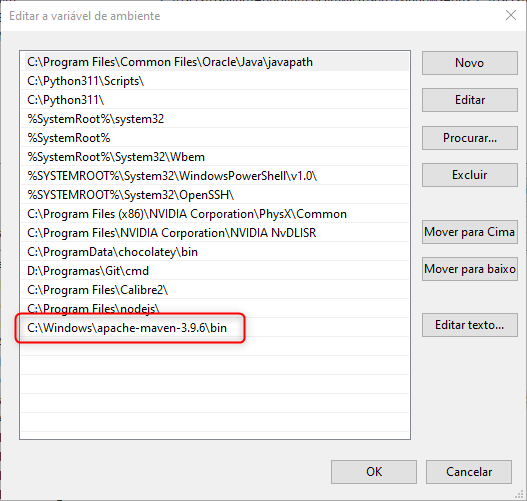 Editar a variável de ambiente
C:\Program Files\Common Files\Oracle\Java\javapath
C:\Python311\Scripts\
C:\Python311\
%SystemRoot%\system32
%SystemRoot%
%SystemRoot%\System32\Wbem
%SYSTEMROOT%\System32\WindowsPowerShell\v1.0\
%SYSTEMROOT%\System32\OpenSSH\
C:\Program Files (x86)\NVIDIA Corporation\PhysX\Common
C:\Program Files\NVIDIA Corporation\NVIDIA NvDLISR
C:\ProgramData\chocolatey\bin
D:\Programas\Git\cmd
C:\Program Files\Calibre2\
C:\Program Files\nodejs\
C:\Windows\apache-maven-3.9.6\bin
Novo
Editar
Procurar...
Excluir
Mover para Cima
Mover para baixo
Editar texto...
OK
Cancelar